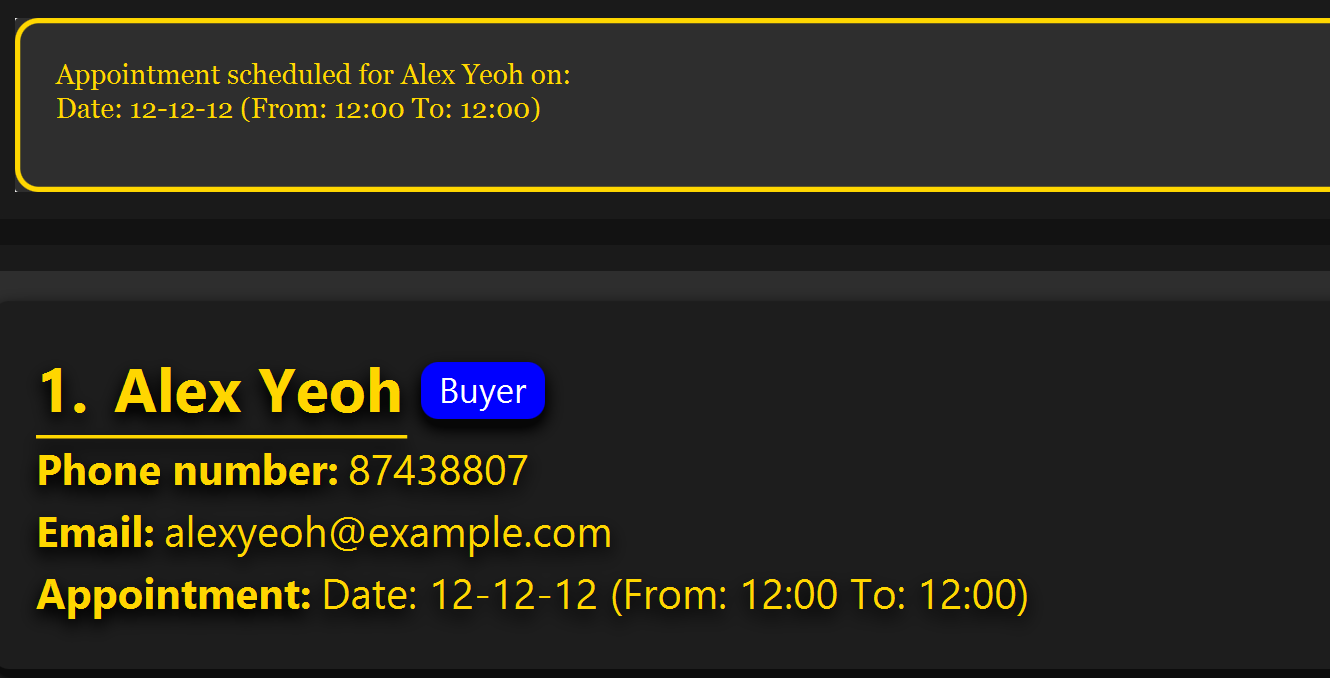 Appointment scheduled for Alex Yeoh on:
Date: 12-12-12 (From: 12:00 To: 12:00)
1. Alex Yeoh Buyer
Phone number: 87438807
Email: alexyeoh@example.com
Appointment: Date: 12-12-12 (From: 12:00 To: 12:00)